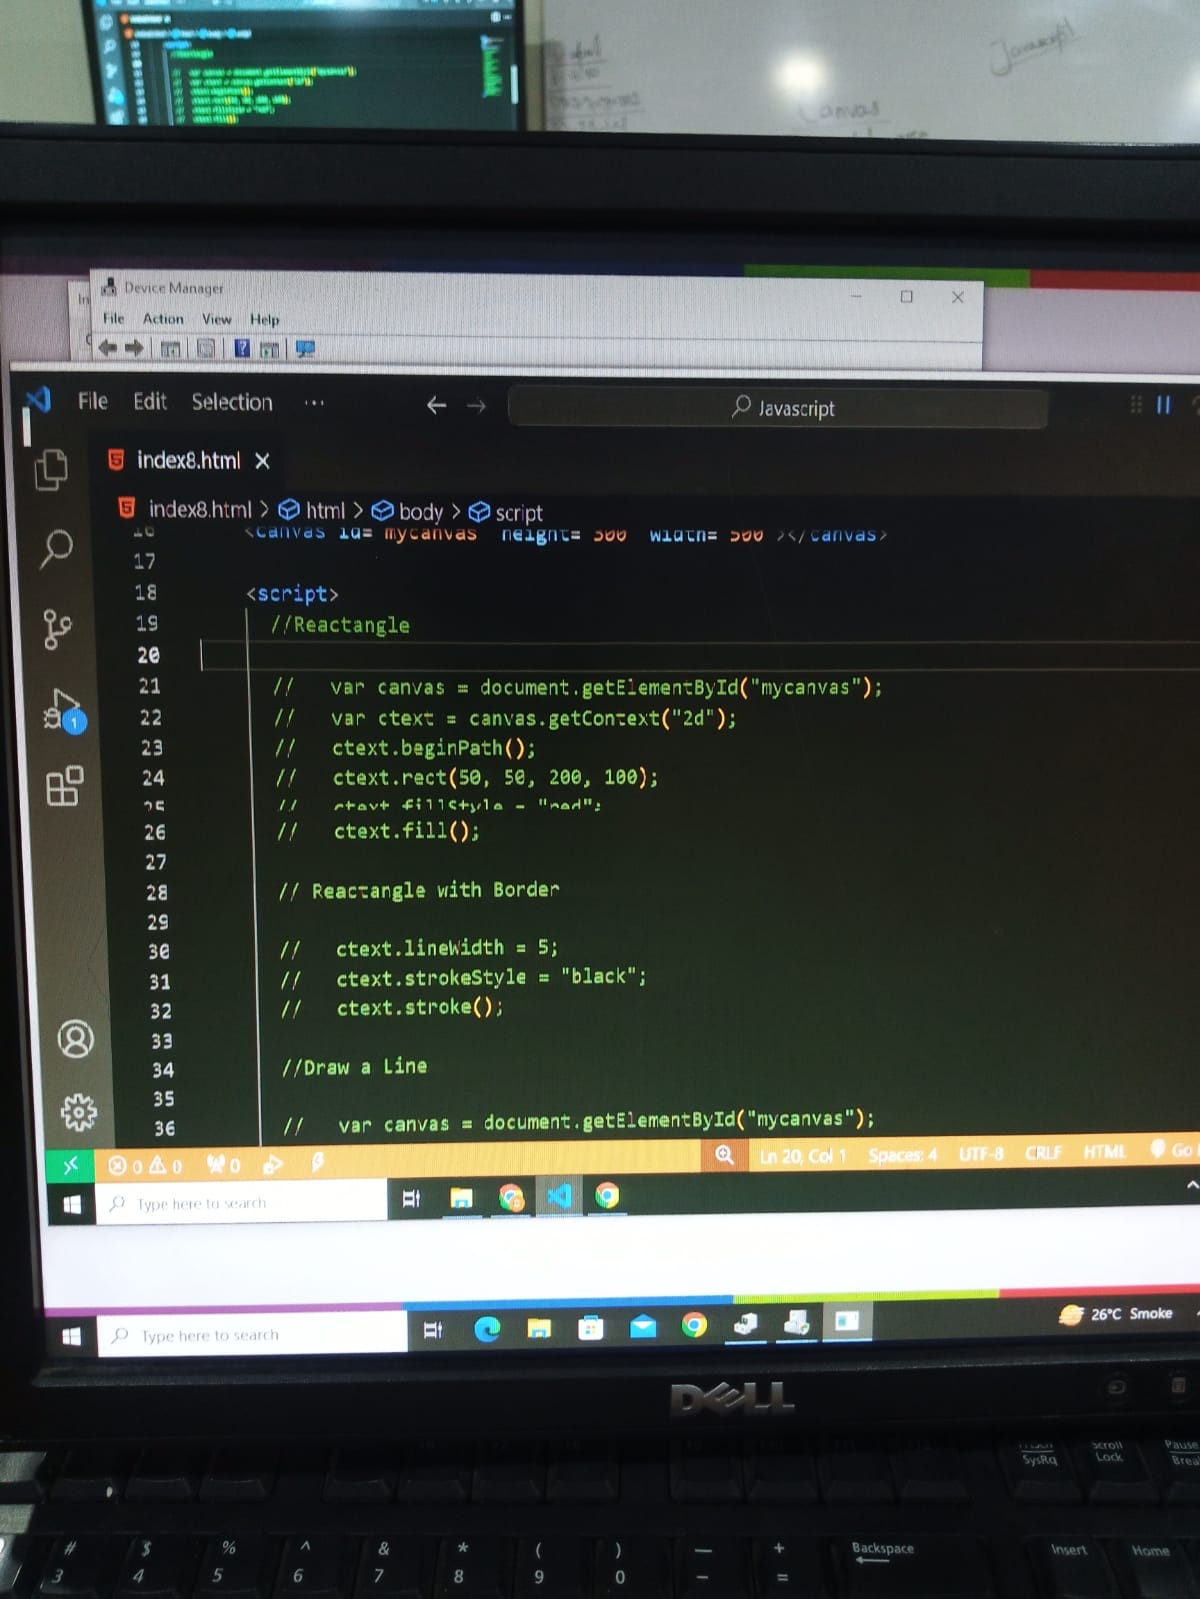 Javascript
Canvas
Device Manager
File Action View Help
File Edit Selection ... Javascript
index8.html
index8.html > html > body > script
16 <canvas id="mycanvas" height="500" width="500"></canvas>
17
18 <script>
19 //Reactangle
20
21 // var canvas = document.getElementById("mycanvas");
22 // var ctext = canvas.getContext("2d");
23 // ctext.beginPath();
24 // ctext.rect(50, 50, 200, 100);
25 // ctext.fillStyle = "red";
26 // ctext.fill();
27
28 // Reactangle with Border
29
30 // ctext.lineWidth = 5;
31 // ctext.strokeStyle = "black";
32 // ctext.stroke();
33
34 //Draw a Line
35
36 // var canvas = document.getElementById("mycanvas");
1
0 0 0 Ln 20, Col 1 Spaces: 4 UTF-8 CRLF HTML Go
Type here to search
Type here to search 26°C Smoke
DELL
SysRq Scroll Lock Pause
# $ % ^ & * ( ) — + Backspace Insert Home
3 4 5 6 7 8 9 0 - =